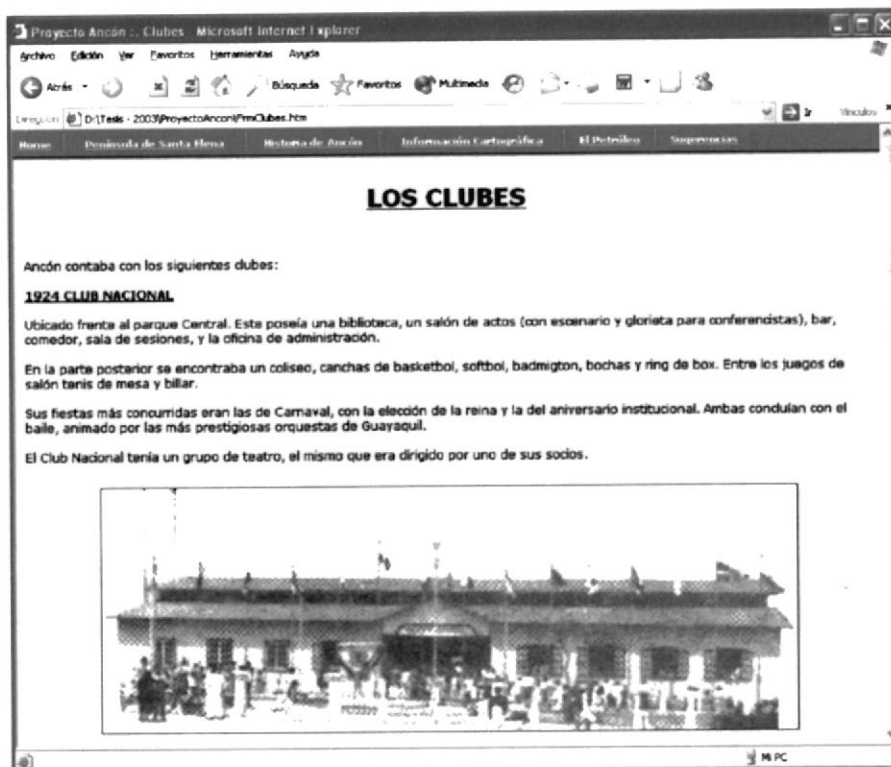 Proyecto Ancón :. Clubes - Microsoft Internet Explorer
Archivo Edición Ver Favoritos Herramientas Ayuda
Atrás Búsqueda Favoritos Multimedia
Dirección D:\Tesis - 2003\ProyectoAncon\FrmClubes.htm Ir Vínculos
Home Península de Santa Elena Historia de Ancón Información Cartográfica El Petróleo Sugerencias
LOS CLUBES
Ancón contaba con los siguientes clubes:
1924 CLUB NACIONAL
Ubicado frente al parque Central. Este poseía una biblioteca, un salón de actos (con escenario y glorieta para conferencistas), bar,
comedor, sala de sesiones, y la oficina de administración.
En la parte posterior se encontraba un coliseo, canchas de basketbol, softbol, badmigton, bochas y ring de box. Entre los juegos de
salón tenis de mesa y billar.
Sus fiestas más concurridas eran las de Carnaval, con la elección de la reina y la del aniversario institucional. Ambas concluían con el
baile, animado por las más prestigiosas orquestas de Guayaquil.
El Club Nacional tenía un grupo de teatro, el mismo que era dirigido por uno de sus socios.
Mi PC